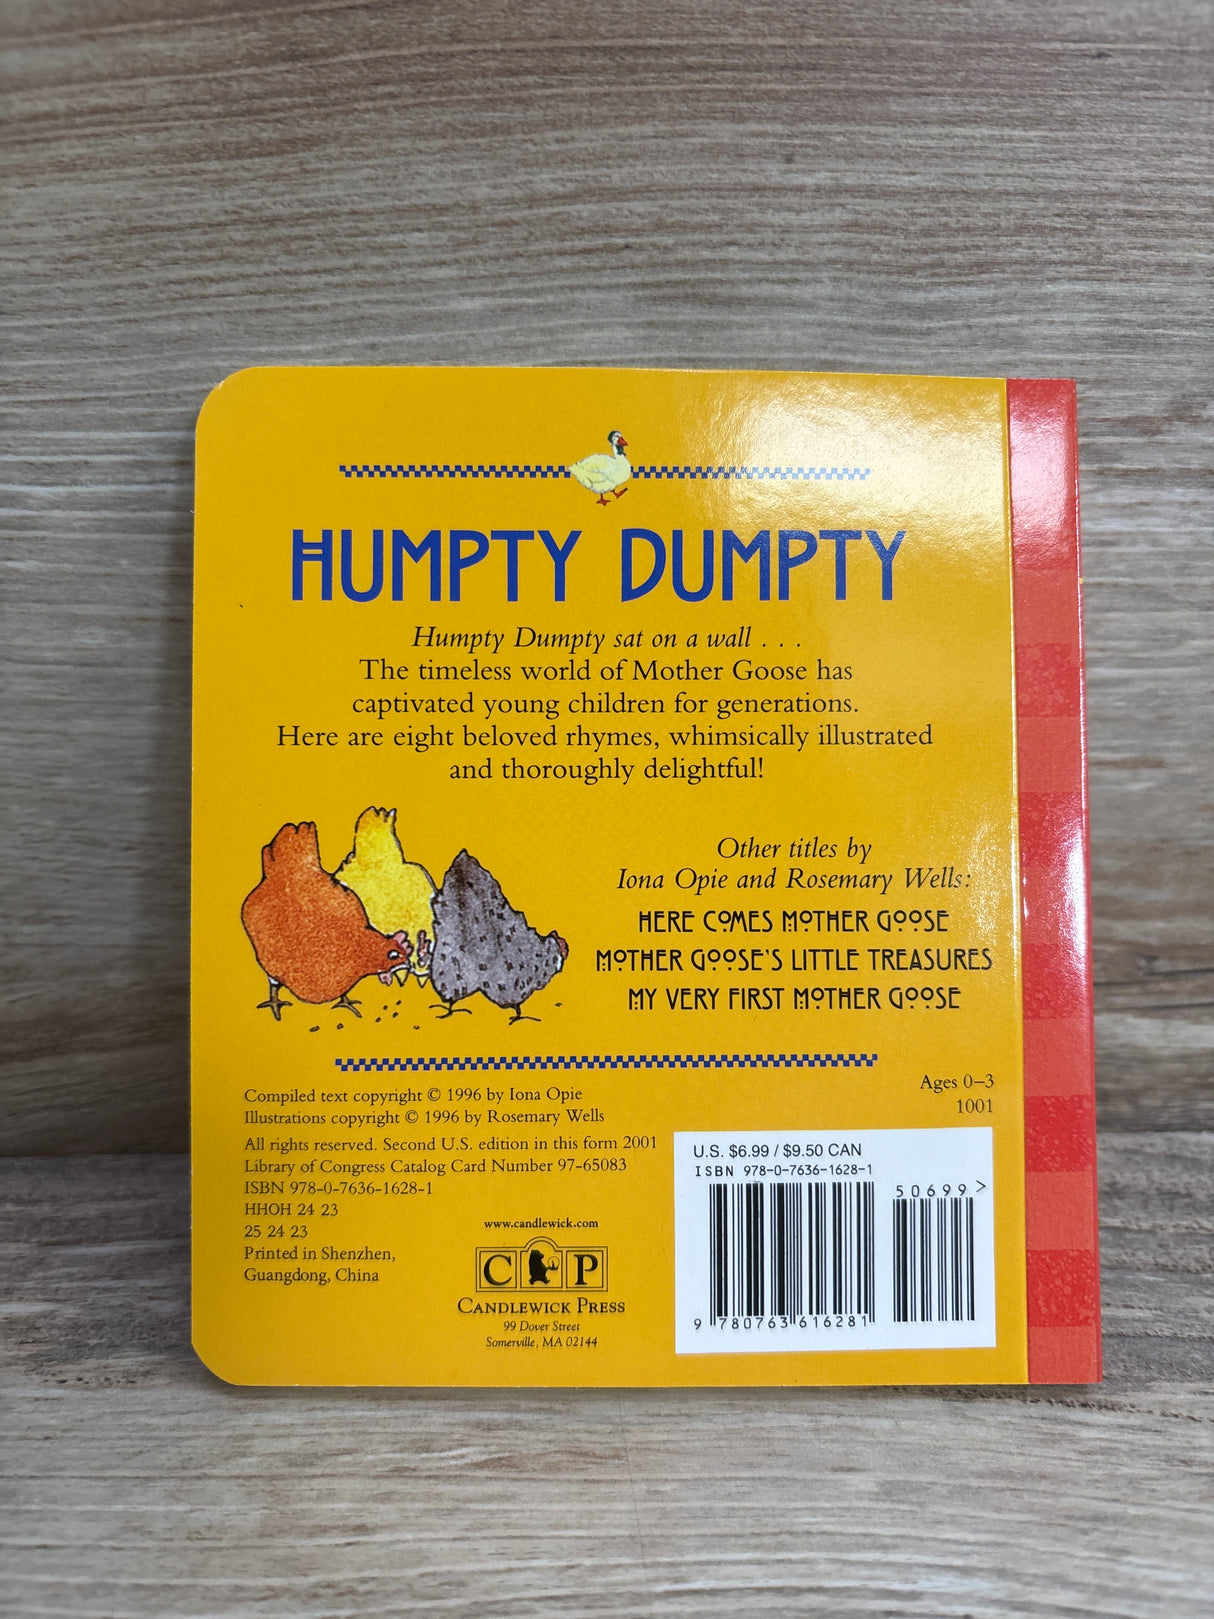 HUMPTY DUMPTY
Humpty Dumpty sat on a wall . . .
The timeless world of Mother Goose has
captivated young children for generations.
Here are eight beloved rhymes, whimsically illustrated
and thoroughly delightful!
Other titles by
Iona Opie and Rosemary Wells:
HERE COMES MOTHER GOOSE
MOTHER GOOSE'S LITTLE TREASURES
MY VERY FIRST MOTHER GOOSE
Ages 0–3
1001
Compiled text copyright © 1996 by Iona Opie
Illustrations copyright © 1996 by Rosemary Wells
All rights reserved. Second U.S. edition in this form 2001
Library of Congress Catalog Card Number 97-65083
ISBN 978-0-7636-1628-1
HHOH 24 23
25 24 23
Printed in Shenzhen,
Guangdong, China
www.candlewick.com
C P
CANDLEWICK PRESS
99 Dover Street
Somerville, MA 02144
U.S. $6.99 / $9.50 CAN
ISBN 978-0-7636-1628-1
50699>
9 780763 616281